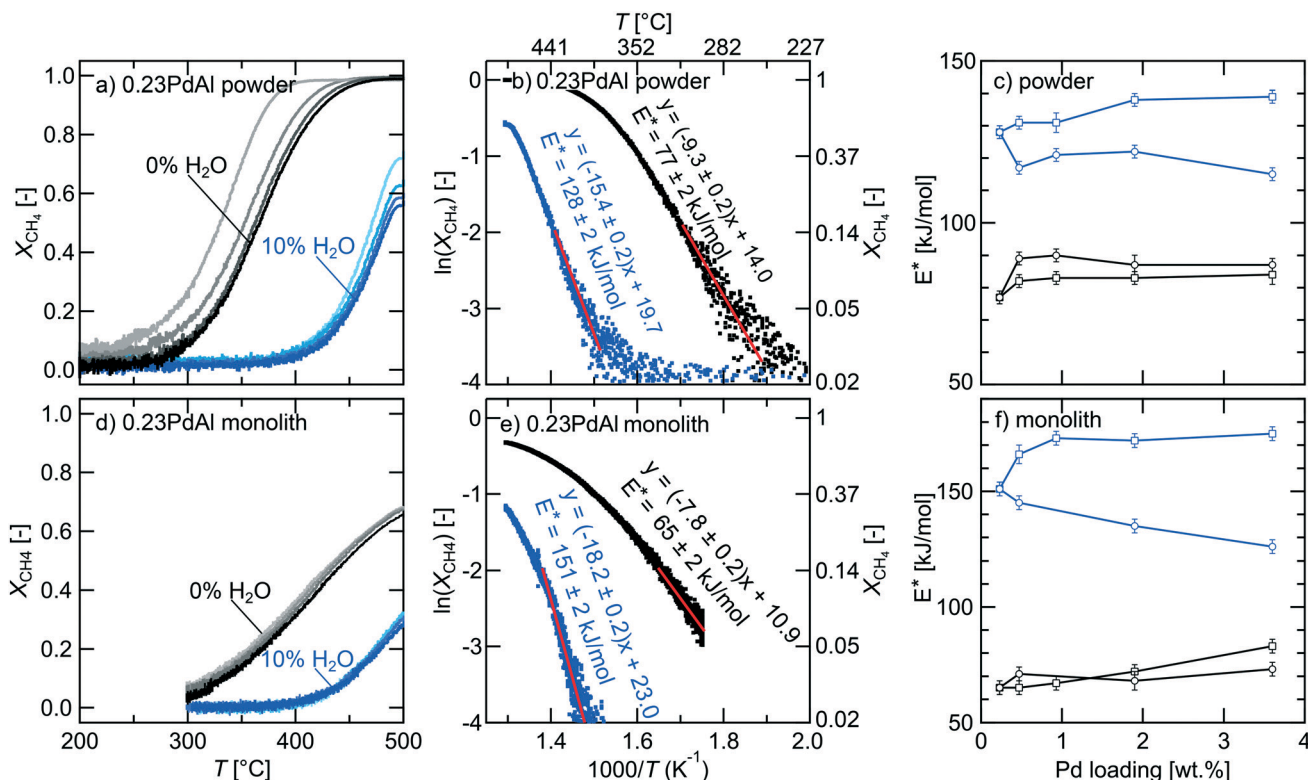 T [°C]
441 352 282 227
a) 0.23PdAl powder
0% H₂O
10% H₂O
X_CH₄ [-]
1.0
0.8
0.6
0.4
0.2
0.0
b) 0.23PdAl powder
y = (-15.4 ± 0.2)x + 19.7
E* = 128 ± 2 kJ/mol
y = (-9.3 ± 0.2)x + 14.0
E* = 77 ± 2 kJ/mol
ln(X_CH₄) [-]
0
-1
-2
-3
-4
1
0.37
0.14
0.05
0.02
X_CH₄ [-]
c) powder
E* [kJ/mol]
150
100
50
d) 0.23PdAl monolith
0% H₂O
10% H₂O
X_CH4 [-]
1.0
0.8
0.6
0.4
0.2
0.0
200 300 400 500
T [°C]
e) 0.23PdAl monolith
y = (-18.2 ± 0.2)x + 23.0
E* = 151 ± 2 kJ/mol
y = (-7.8 ± 0.2)x + 10.9
E* = 65 ± 2 kJ/mol
ln(X_CH4) [-]
0
-1
-2
-3
-4
1
0.37
0.14
0.05
0.02
X_CH₄ [-]
1.4 1.6 1.8 2.0
1000/T (K⁻¹)
f) monolith
E* [kJ/mol]
150
100
50
0 1 2 3 4
Pd loading [wt.%]